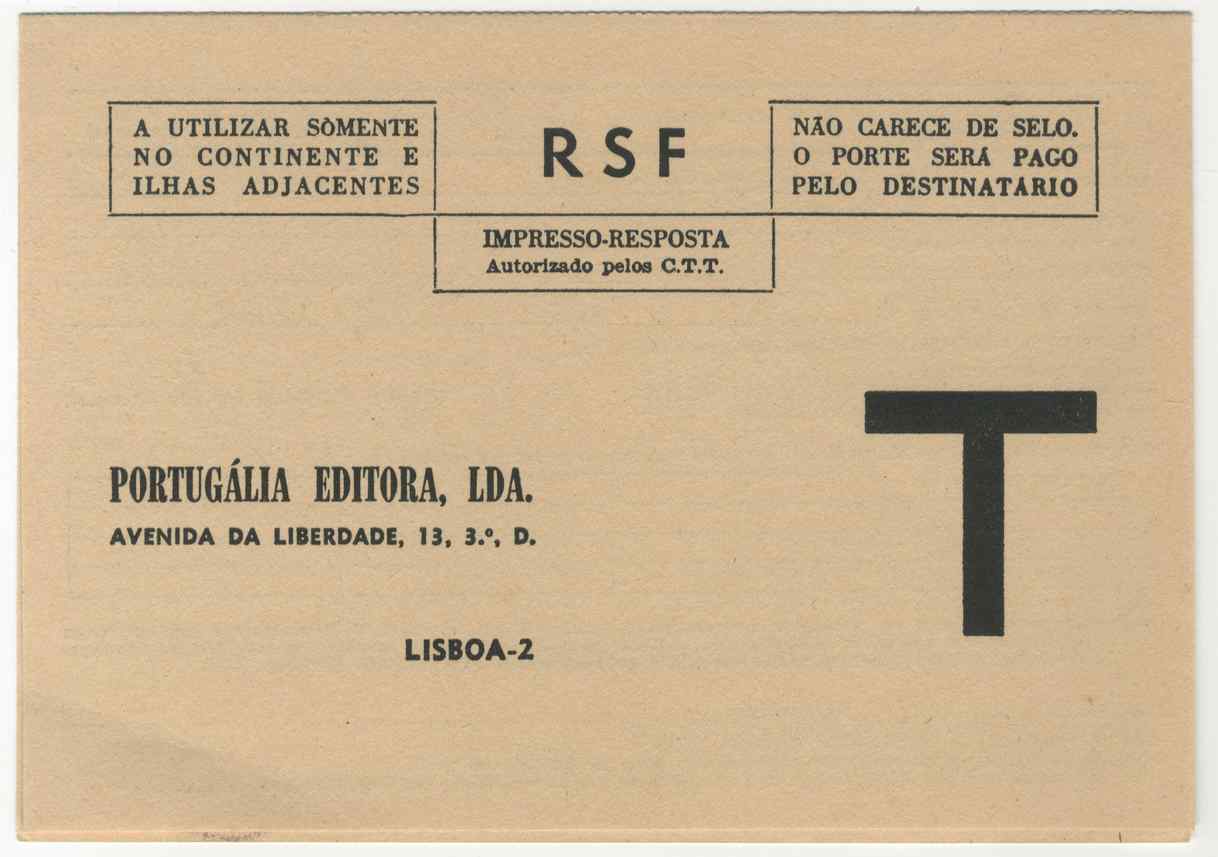 A UTILIZAR SÒMENTE
NO CONTINENTE E
ILHAS ADJACENTES
RSF
NÃO CARECE DE SELO.
O PORTE SERÁ PAGO
PELO DESTINATÁRIO
IMPRESSO-RESPOSTA
Autorizado pelos C.T.T.
T
PORTUGÁLIA EDITORA, LDA.
AVENIDA DA LIBERDADE, 13, 3.º, D.
LISBOA-2